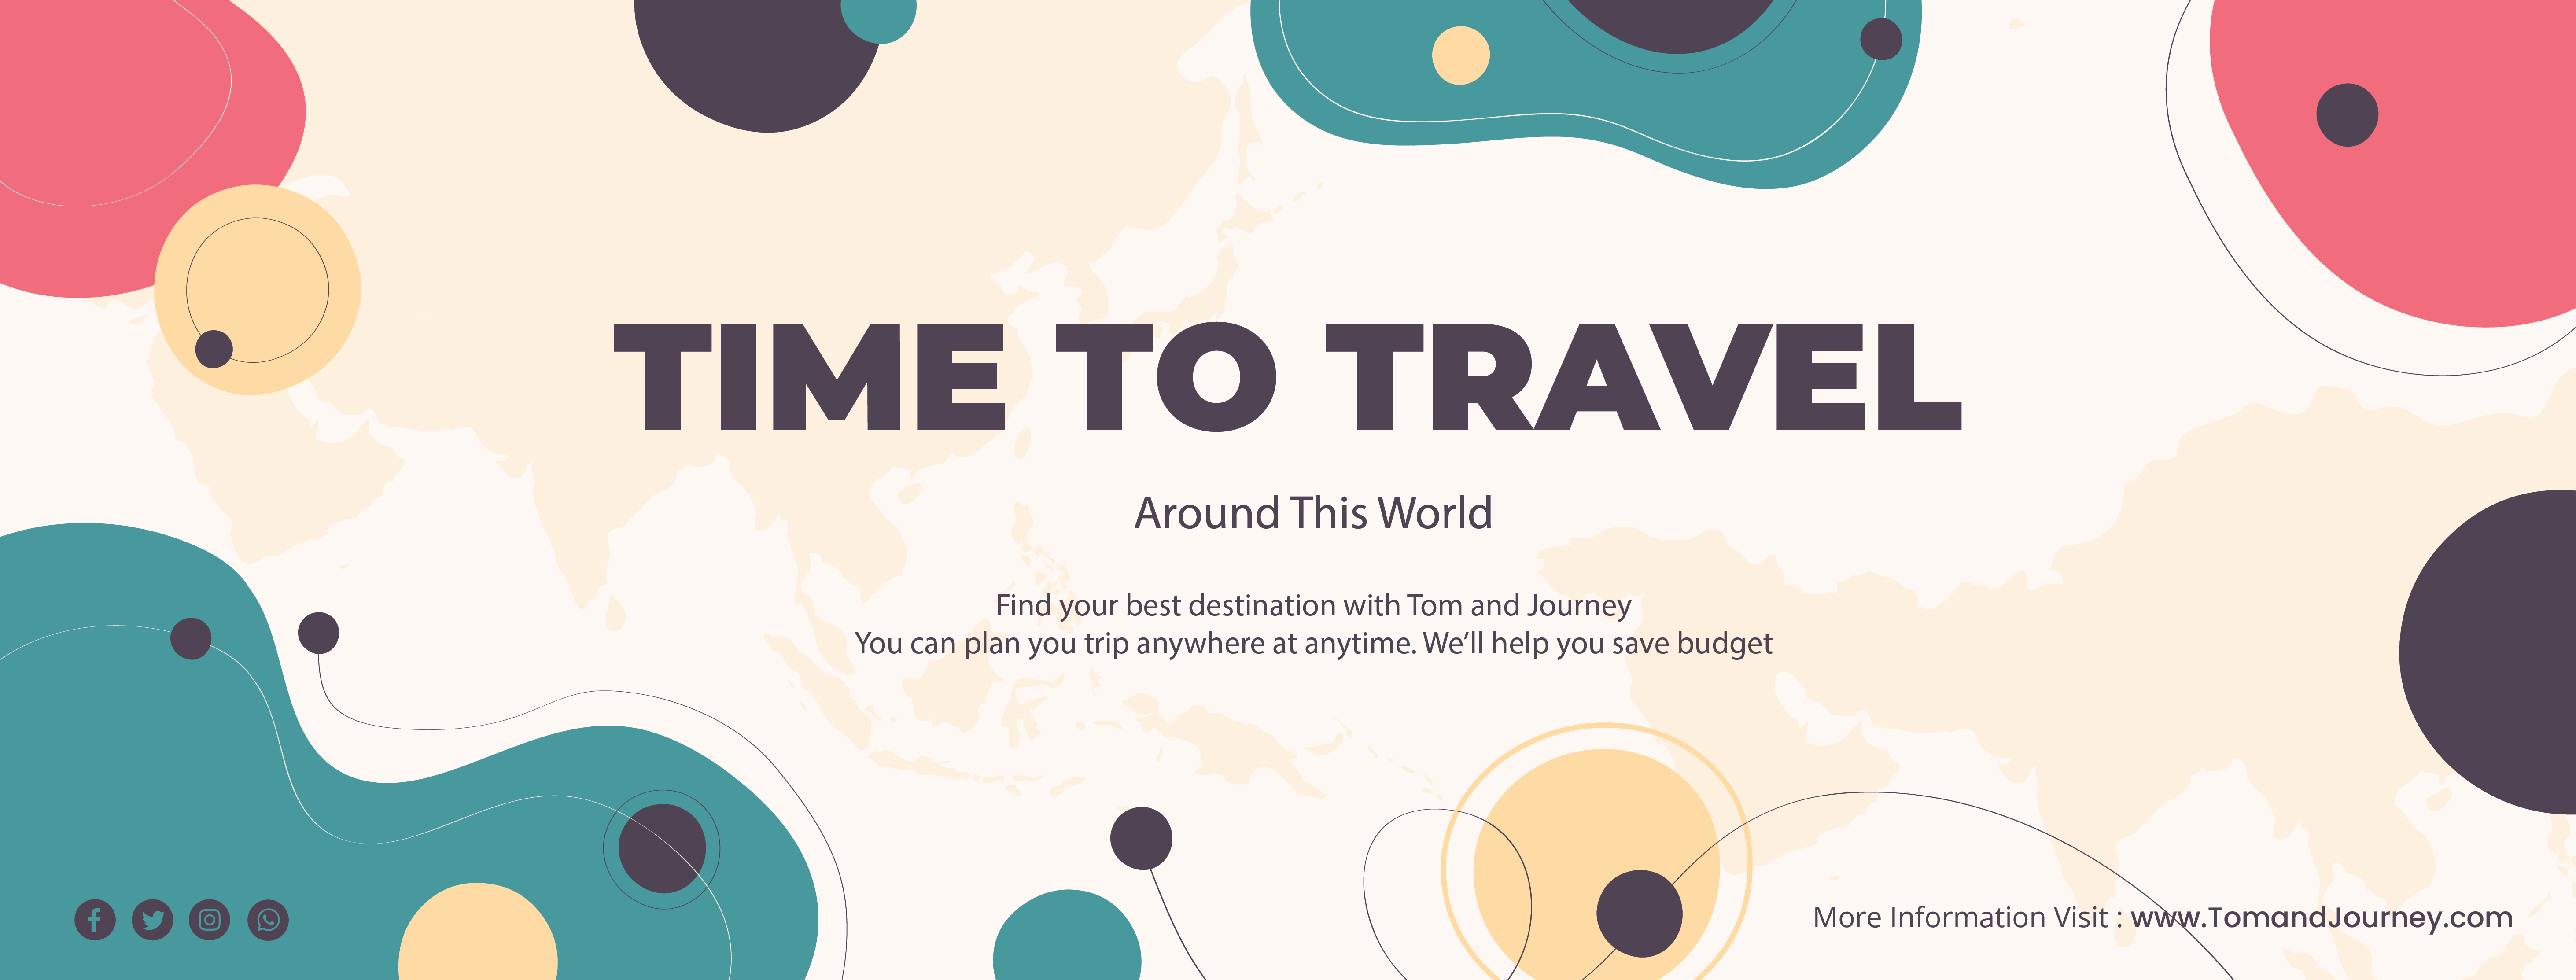 TIME TO TRAVEL
Around This World
Find your best destination with Tom and Journey
You can plan you trip anywhere at anytime. We’ll help you save budget
More Information Visit : www.TomandJourney.com